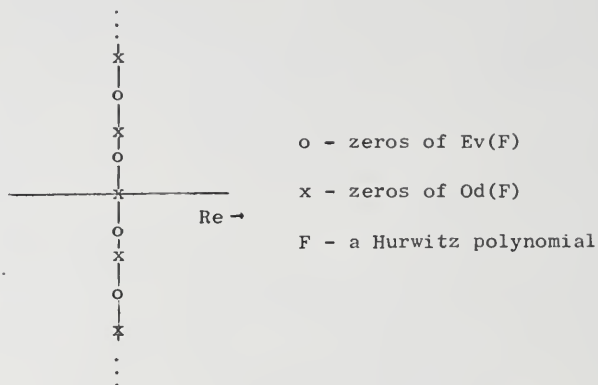 x
o
x
o
x
Re →
o
x
o
x
o - zeros of Ev(F)
x - zeros of Od(F)
F - a Hurwitz polynomial